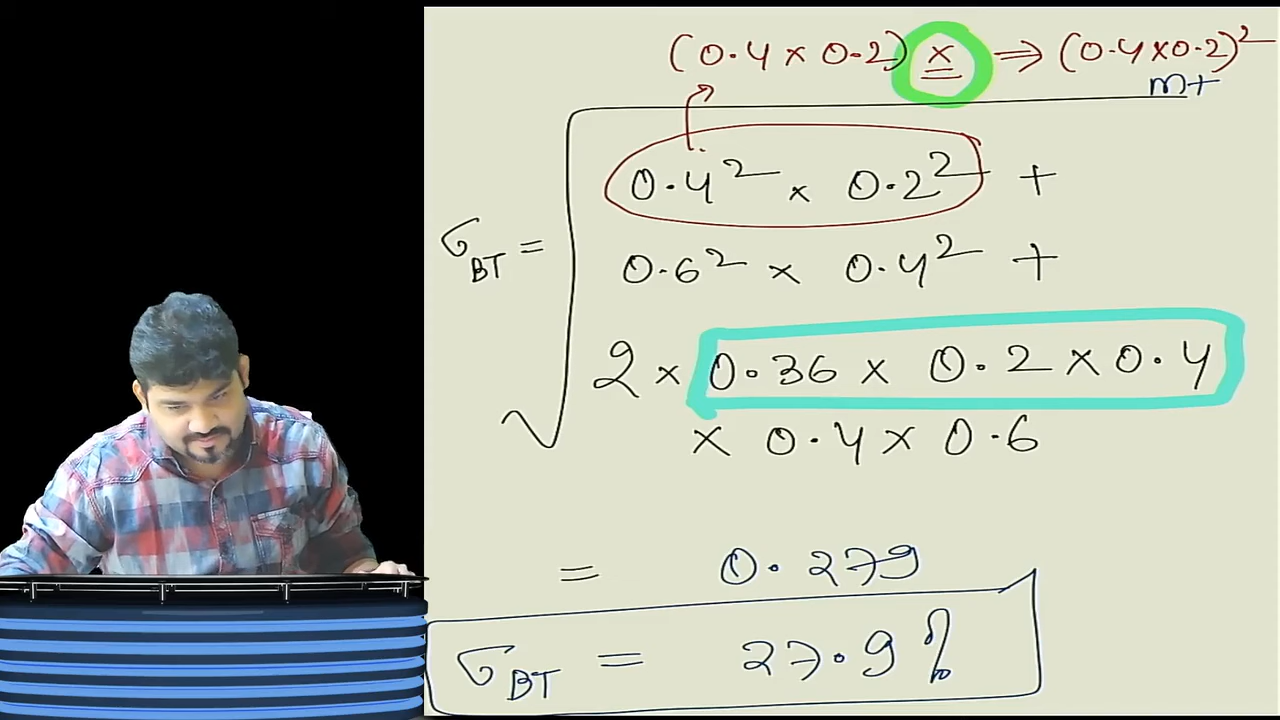 (0.4 × 0.2) × ⇒ (0.4×0.2)²
m+
0.4² × 0.2² +
σBT = √ 0.6² × 0.4² +
2 × 0.36 × 0.2 × 0.4
× 0.4 × 0.6
= 0.279
σBT = 27.9%